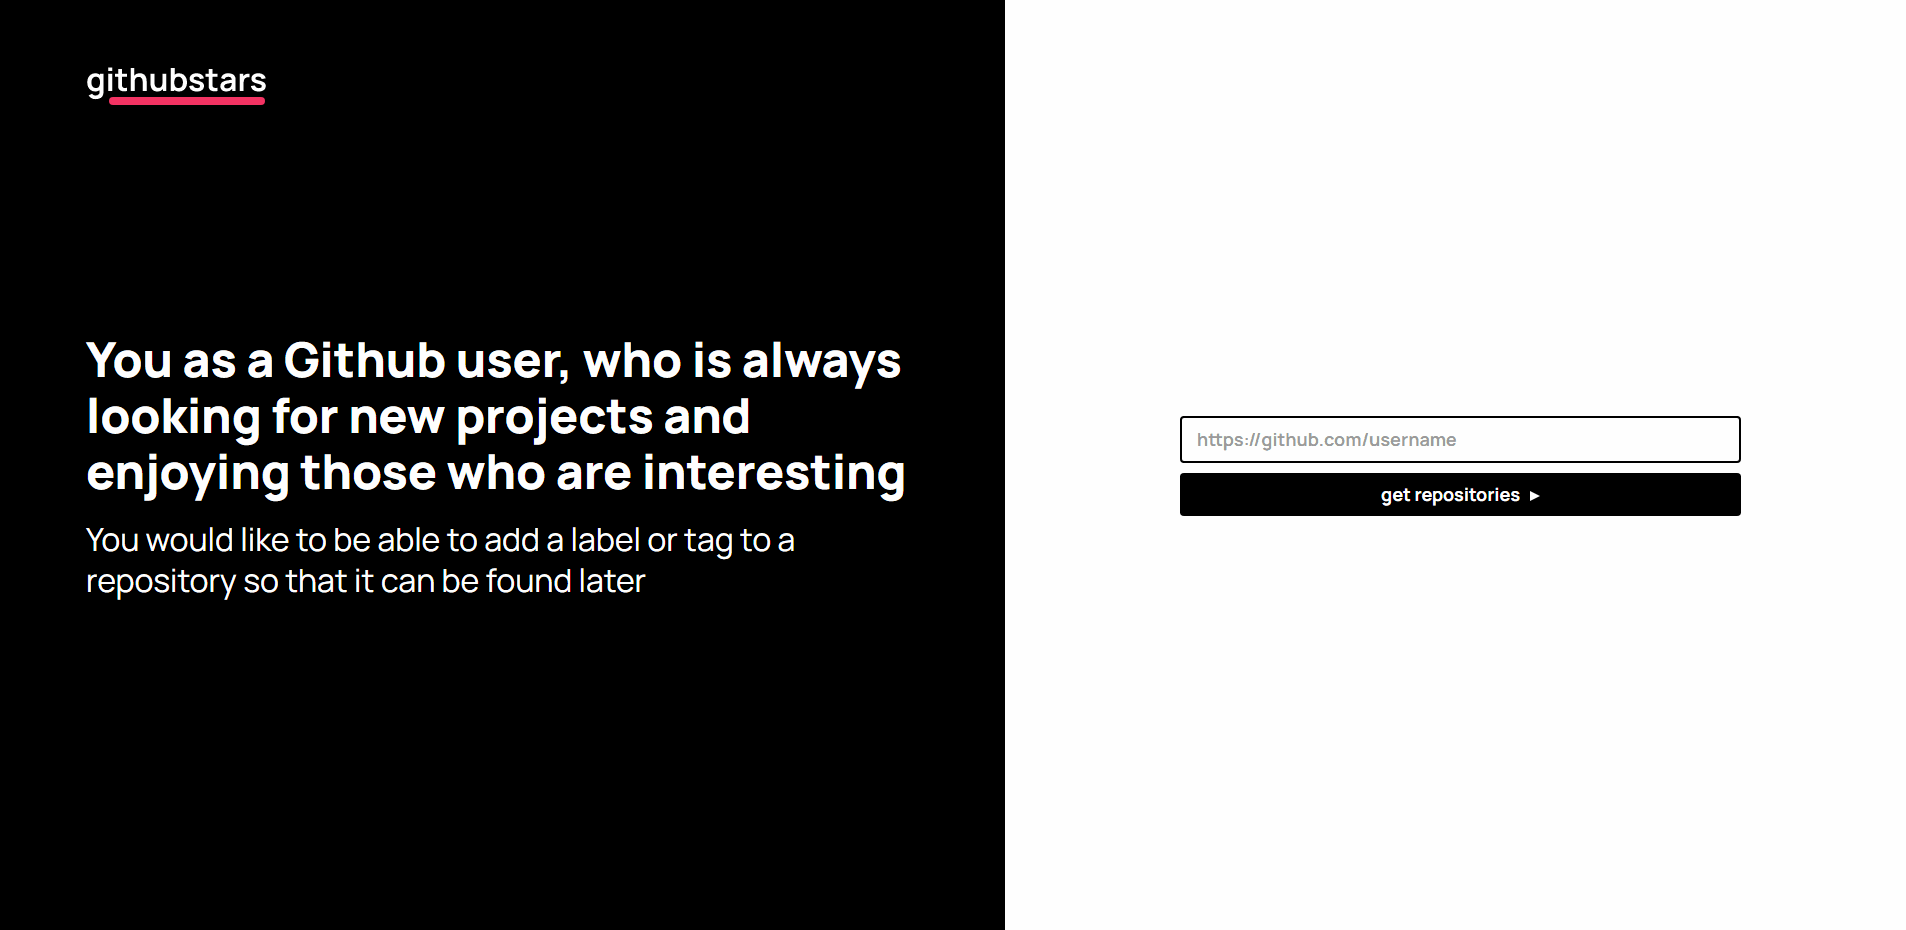 githubstars
You as a Github user, who is always
looking for new projects and
enjoying those who are interesting
You would like to be able to add a label or tag to a
repository so that it can be found later
https://github.com/username
get repositories ▸